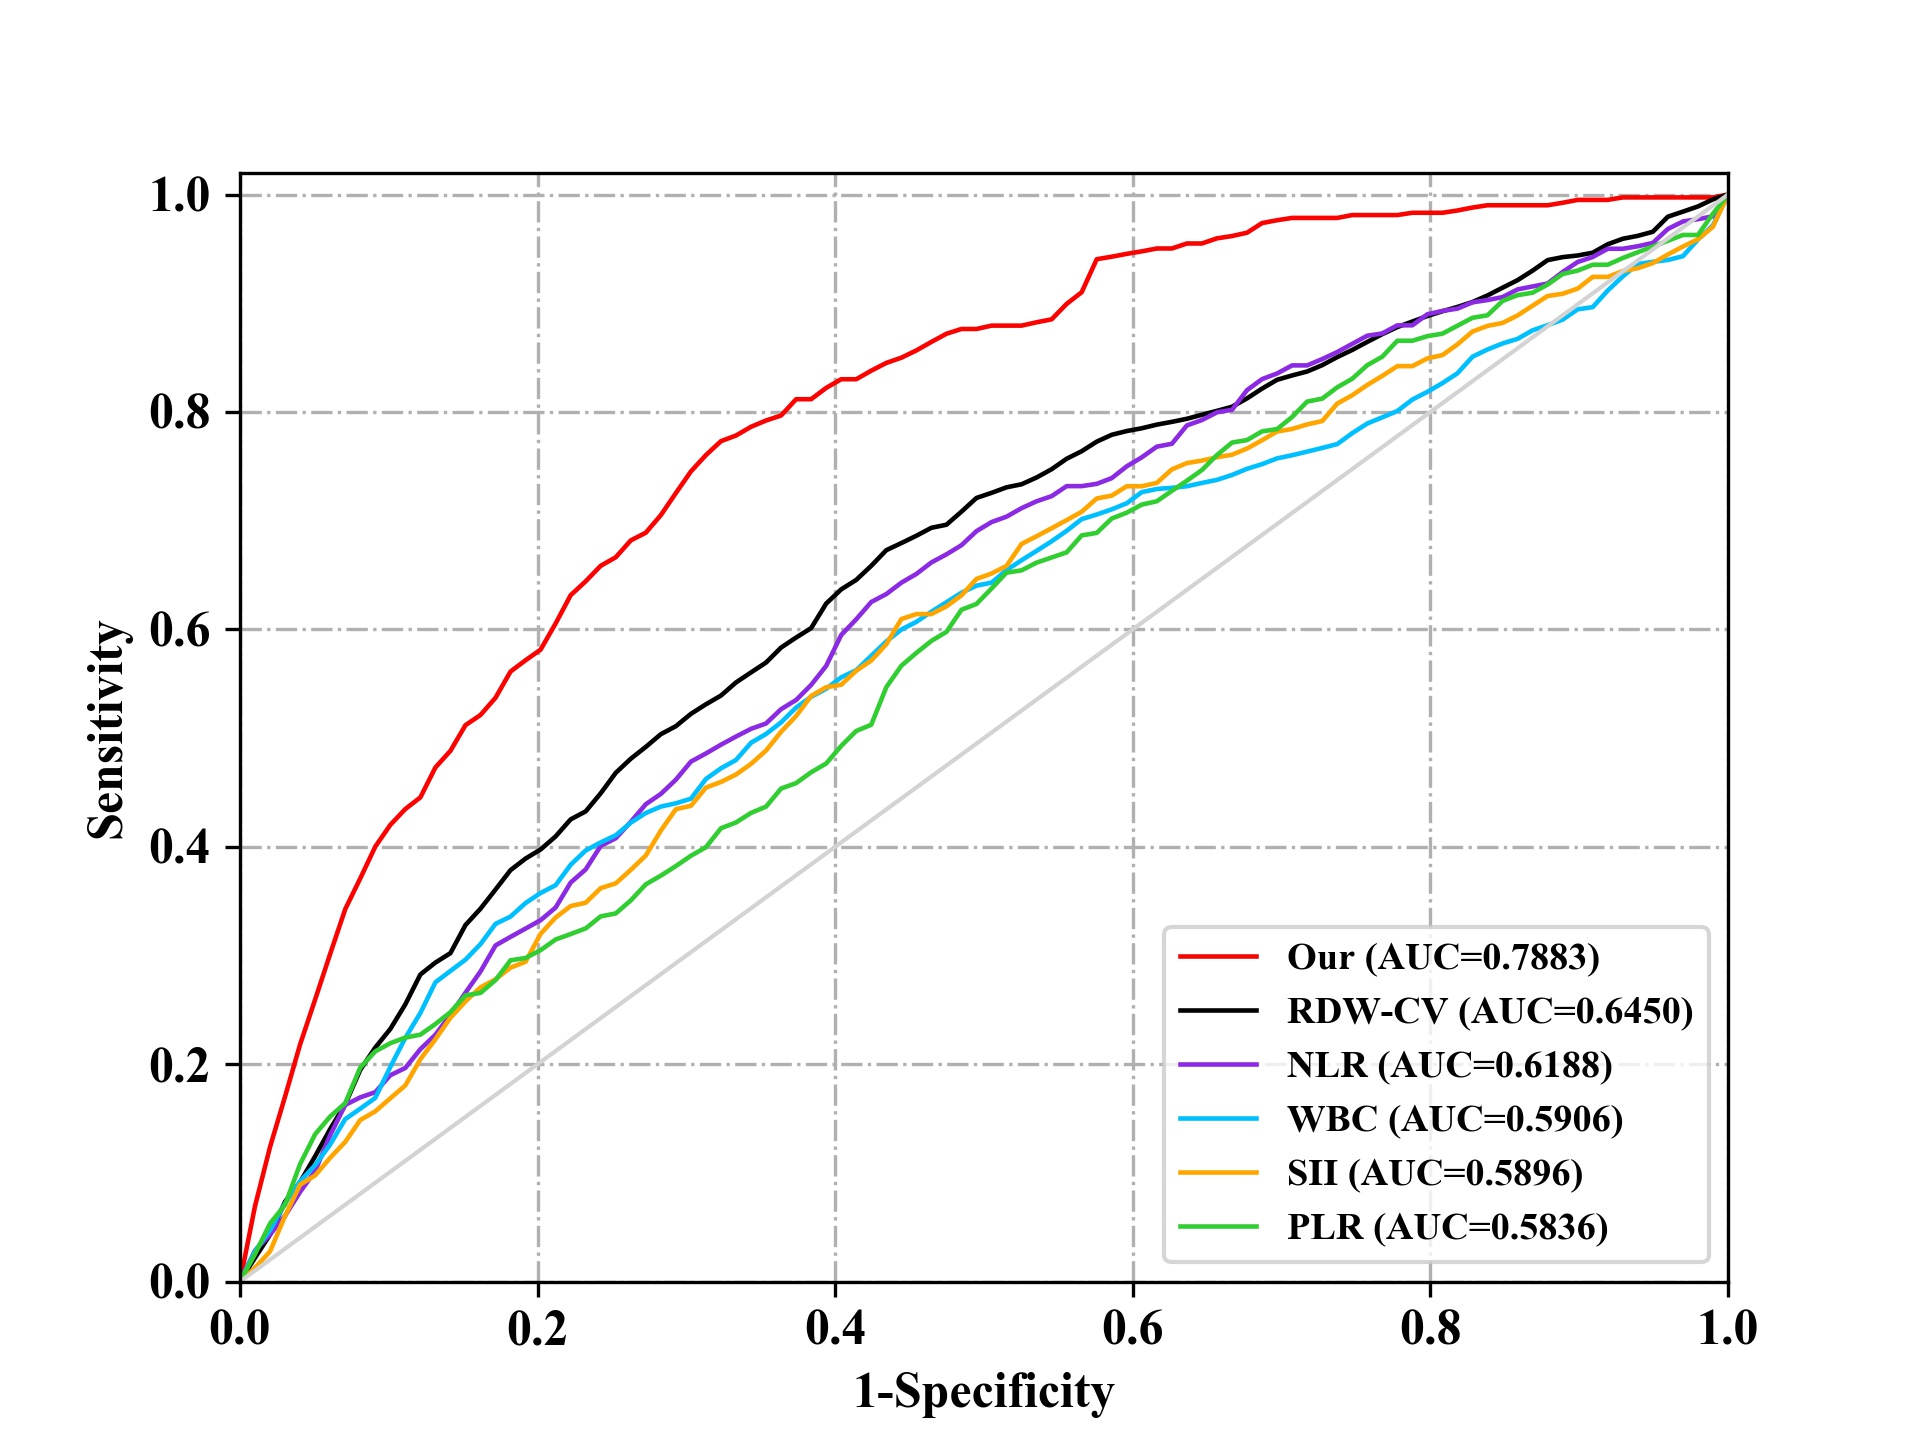 1.0
0.8
0.6
0.4
0.2
0.0
Sensitivity
0.0 0.2 0.4 0.6 0.8 1.0
1-Specificity
Our (AUC=0.7883)
RDW-CV (AUC=0.6450)
NLR (AUC=0.6188)
WBC (AUC=0.5906)
SII (AUC=0.5896)
PLR (AUC=0.5836)